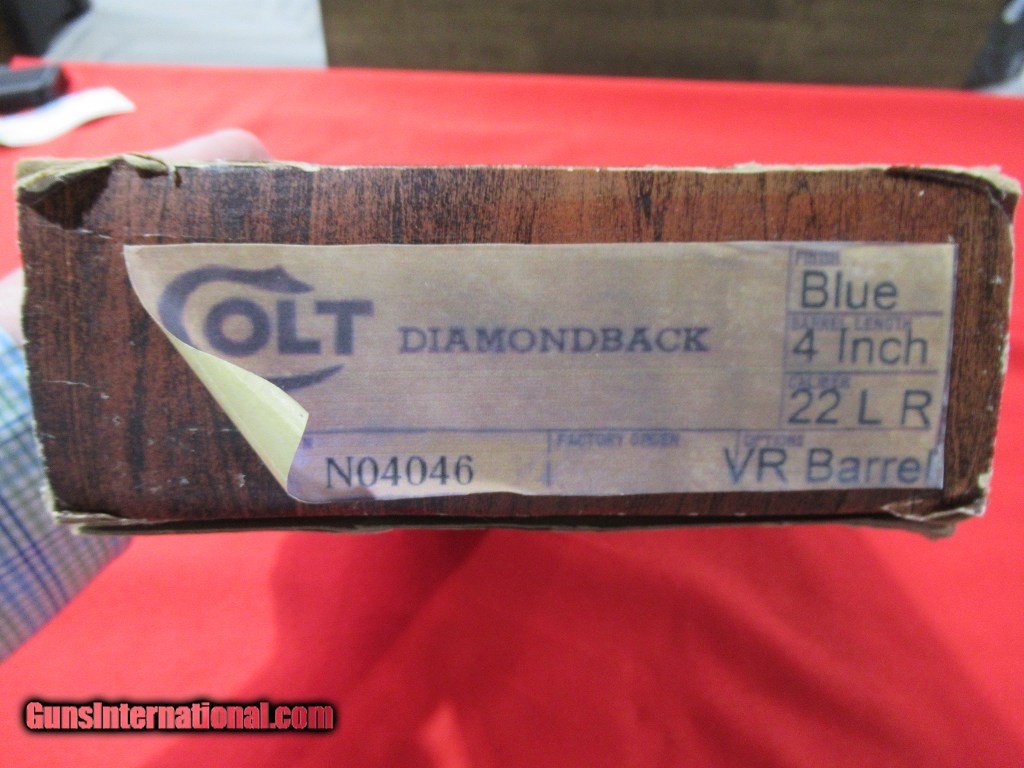 COLT DIAMONDBACK
FINISH
Blue
BARREL LENGTH
4 Inch
CALIBER
22 L R
N04046
FACTORY ORDER
OPTIONS
VR Barrel
GunsInternational.com